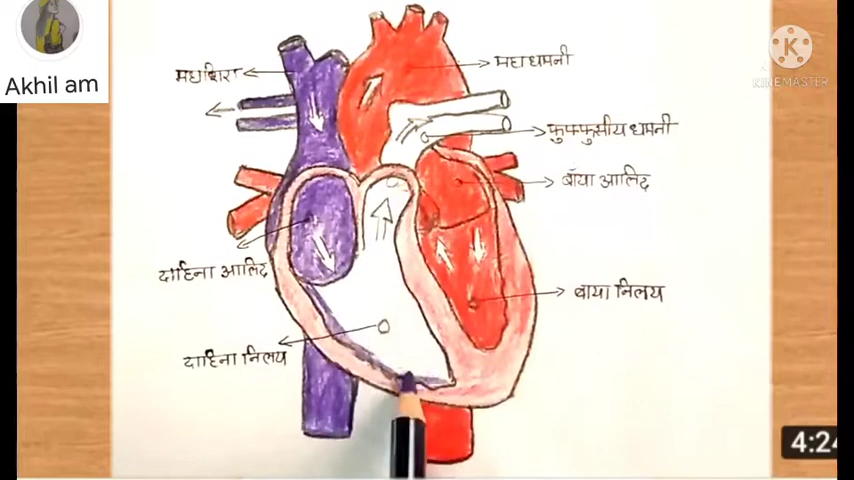 Akhil am
KINEMASTER
महाशिरा
महाधमनी
फुफ्फुसीय धमनी
बाँया आलिंद
दाहिना आलिंद
बाया निलय
दाहिना निलय
4:24